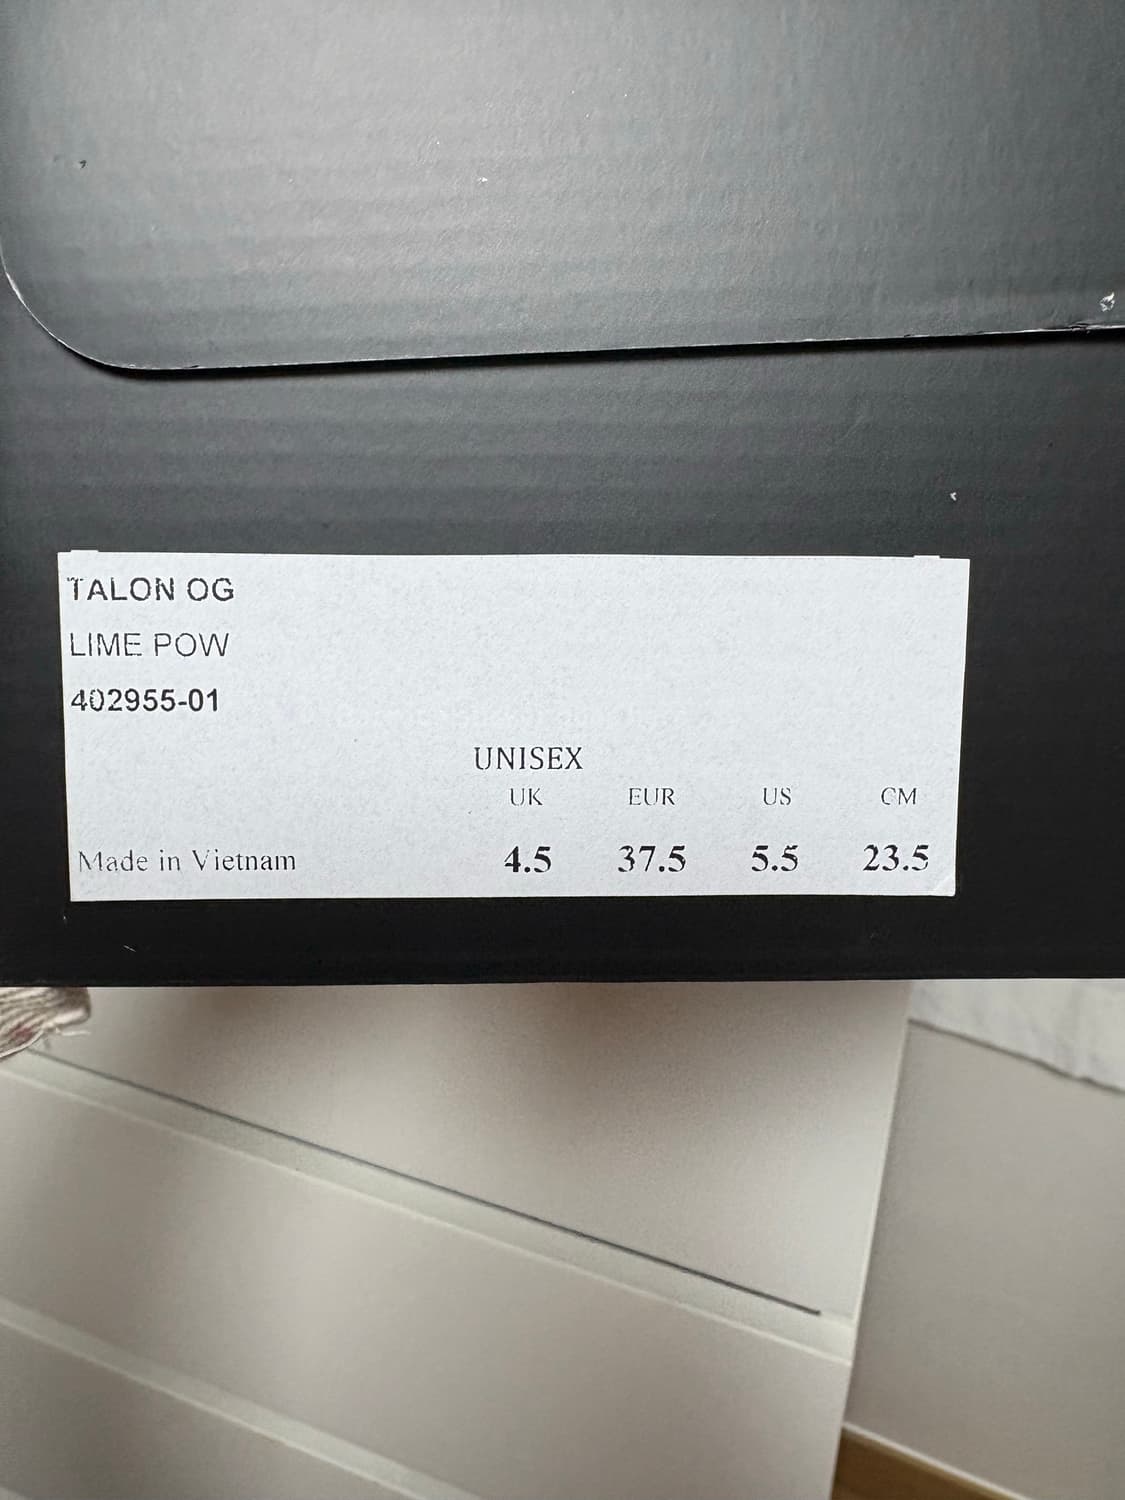 TALON OG
LIME POW
402955-01
UNISEX
UK EUR US CM
Made in Vietnam 4.5 37.5 5.5 23.5